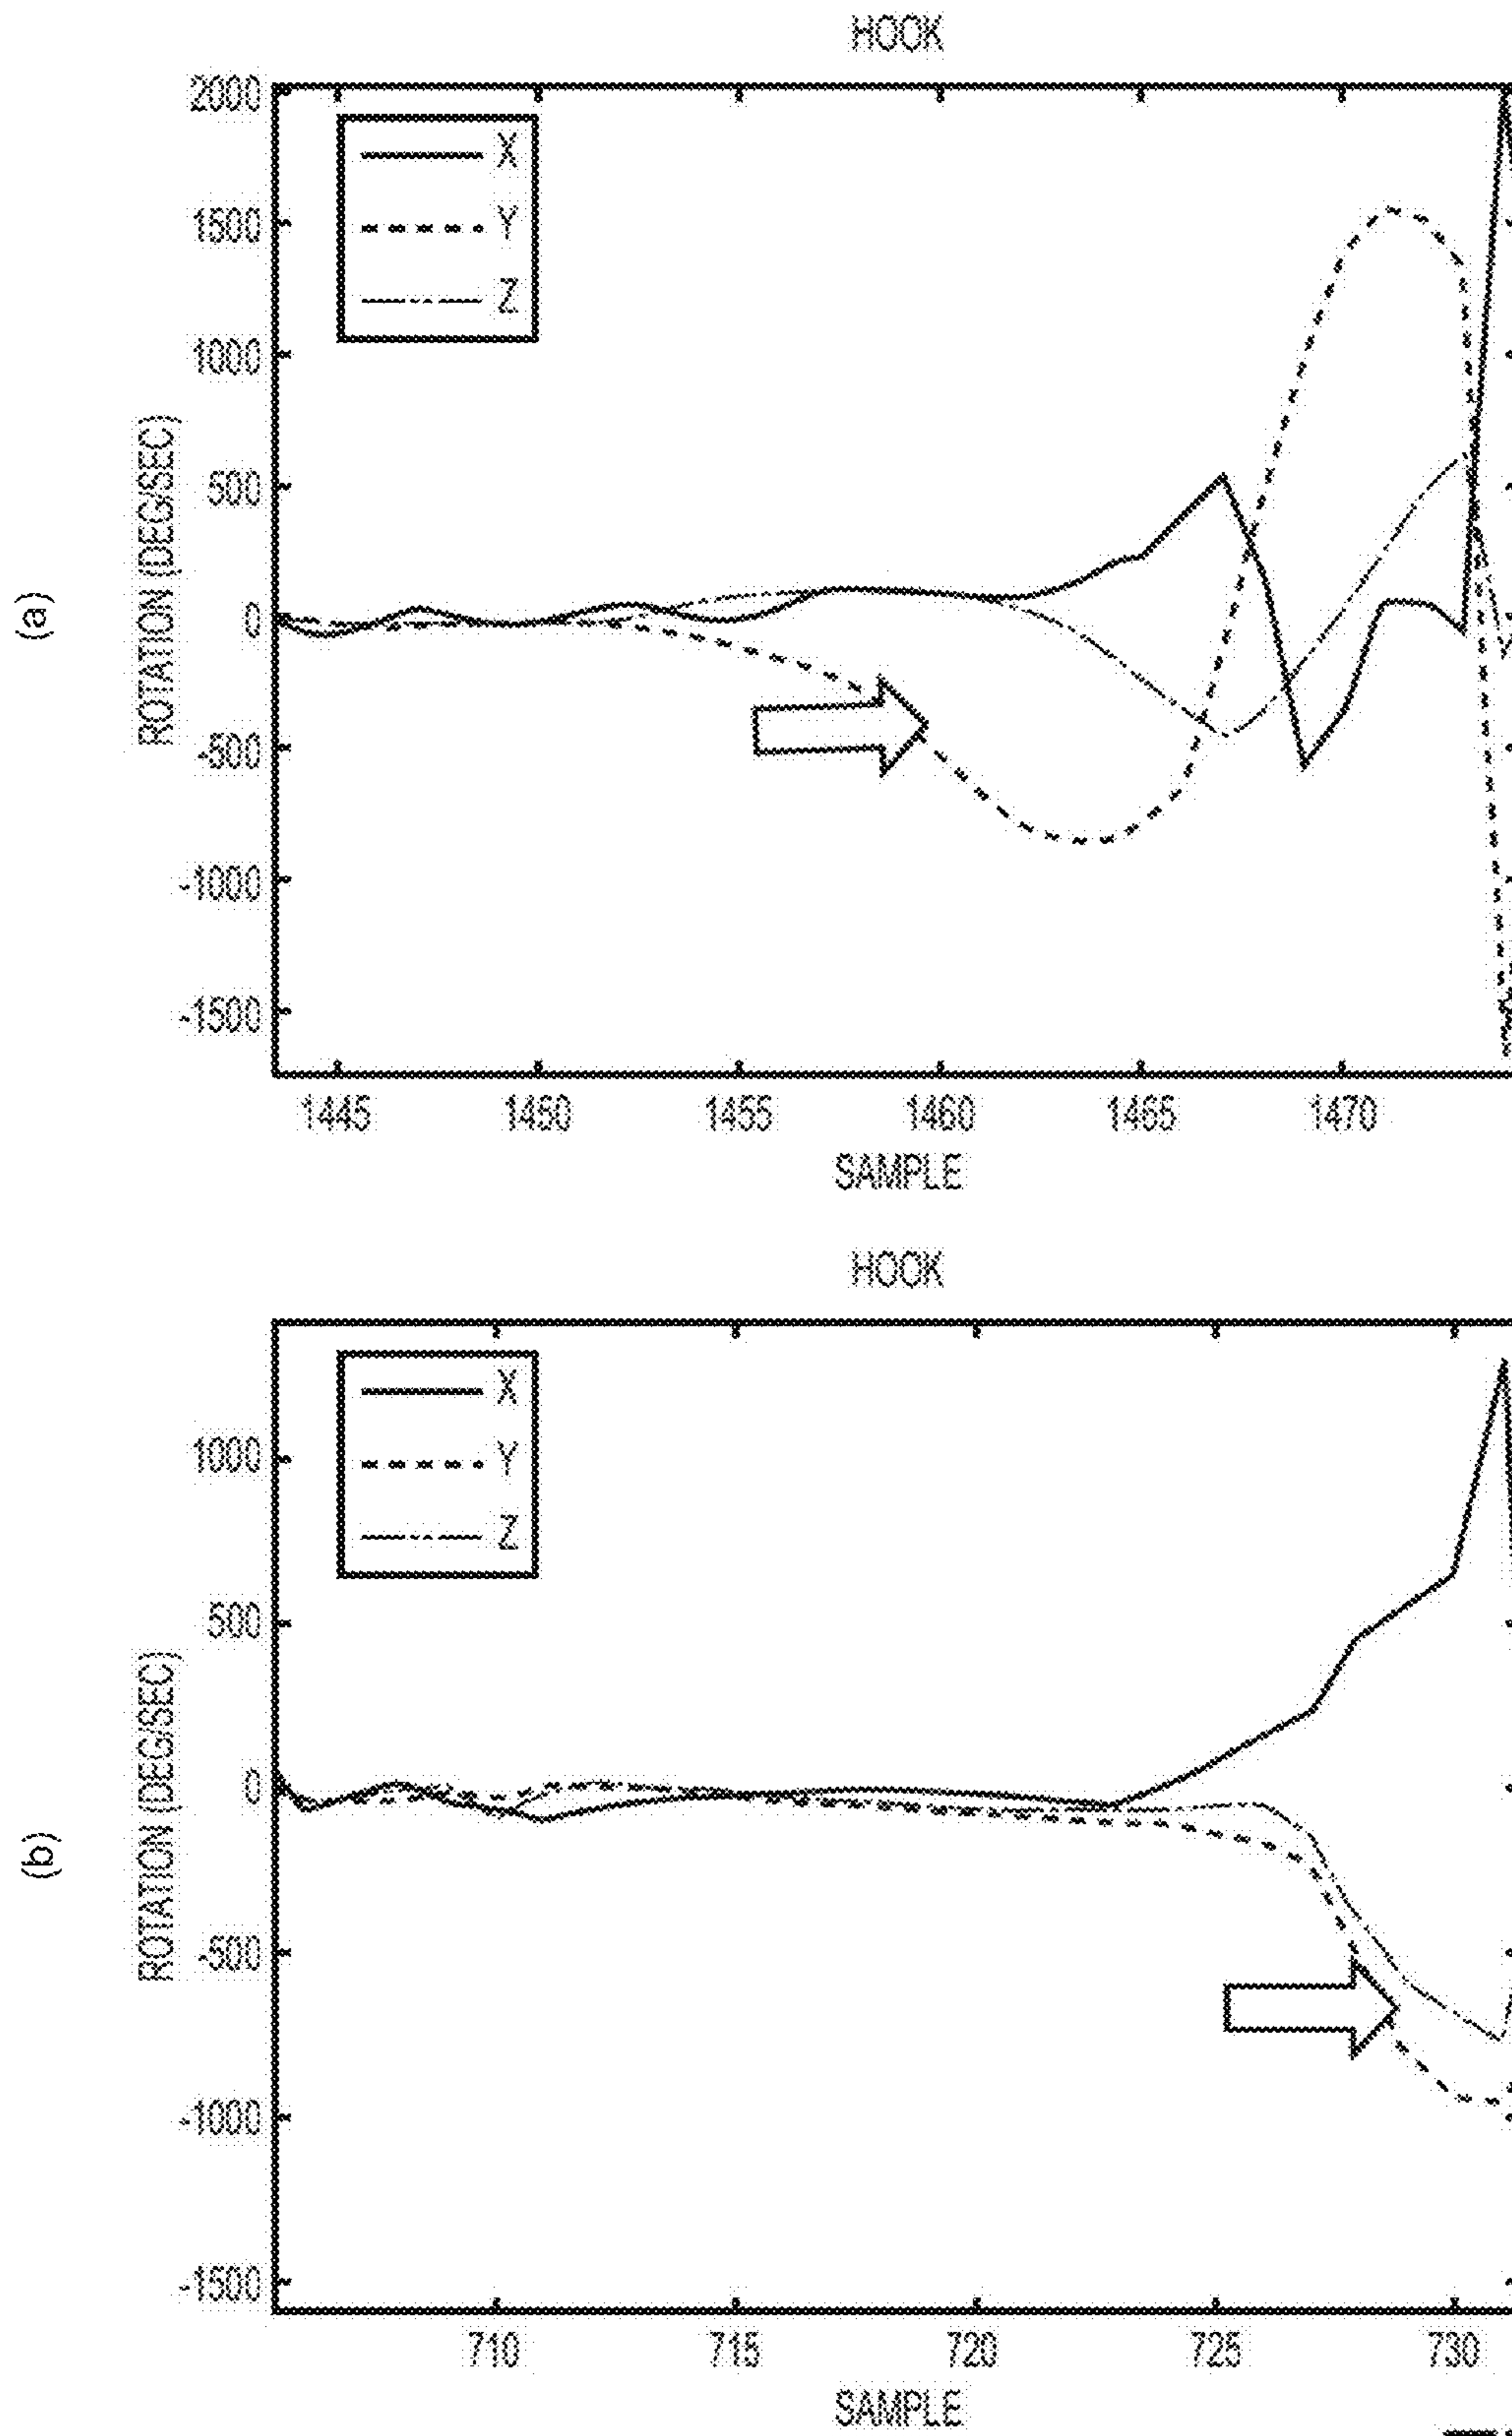 HOOK
2000
1500
1000
500
0
-500
-1000
-1500
X
Y
Z
ROTATION (DEG/SEC)
(a)
1445 1450 1455 1460 1465 1470
SAMPLE
HOOK
1000
500
0
-500
-1000
-1500
X
Y
Z
ROTATION (DEG/SEC)
(b)
710 715 720 725 730
SAMPLE